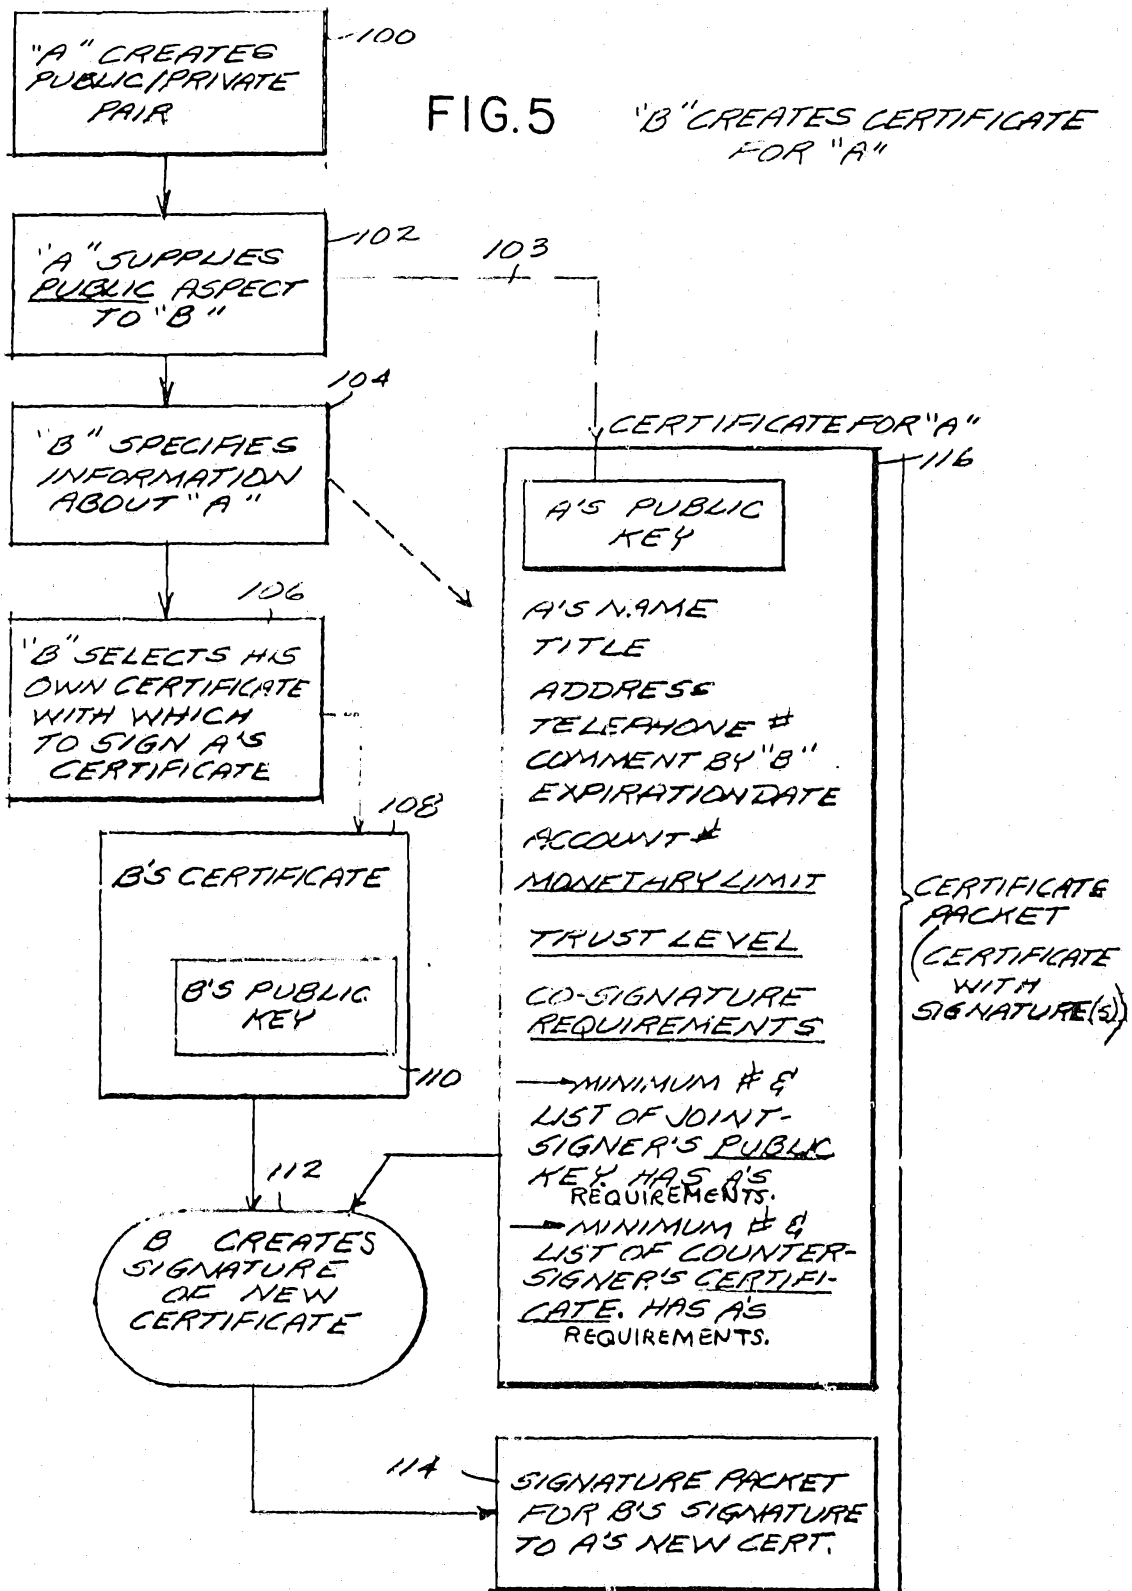 100
"A" CREATES
PUBLIC/PRIVATE
PAIR
FIG.5
"B" CREATES CERTIFICATE
FOR "A"
102
"A" SUPPLIES
PUBLIC ASPECT
TO "B"
103
104
"B" SPECIFIES
INFORMATION
ABOUT "A"
106
"B" SELECTS HIS
OWN CERTIFICATE
WITH WHICH
TO SIGN A'S
CERTIFICATE
108
B'S CERTIFICATE
B'S PUBLIC
KEY
110
112
B CREATES
SIGNATURE
OF NEW
CERTIFICATE
CERTIFICATE FOR "A"
116
A'S PUBLIC
KEY
A'S NAME
TITLE
ADDRESS
TELEPHONE #
COMMENT BY "B"
EXPIRATION DATE
ACCOUNT #
MONETARY LIMIT
TRUST LEVEL
CO-SIGNATURE
REQUIREMENTS
MINIMUM # &
LIST OF JOINT-
SIGNER'S PUBLIC
KEY. HAS A'S
REQUIREMENTS.
MINIMUM # &
LIST OF COUNTER-
SIGNER'S CERTIFI-
CATE. HAS A'S
REQUIREMENTS.
CERTIFICATE
PACKET
(CERTIFICATE
WITH
SIGNATURE(S))
114
SIGNATURE PACKET
FOR B'S SIGNATURE
TO A'S NEW CERT.